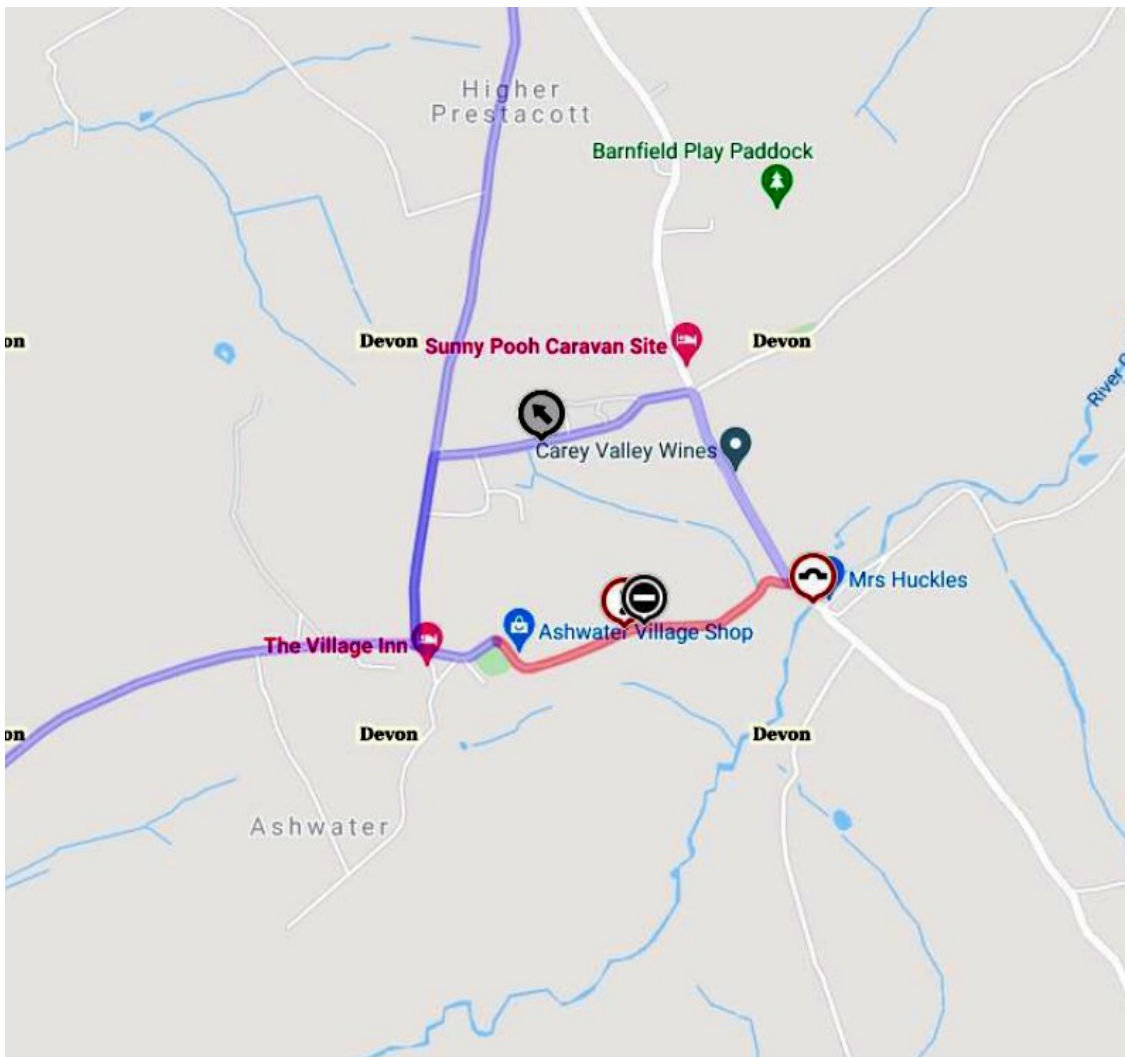 Higher
Prestacott
Barnfield Play Paddock
on
Devon
Sunny Pooh Caravan Site
Devon
Carey Valley Wines
Mrs Huckles
Ashwater Village Shop
The Village Inn
on
Devon
Devon
Ashwater